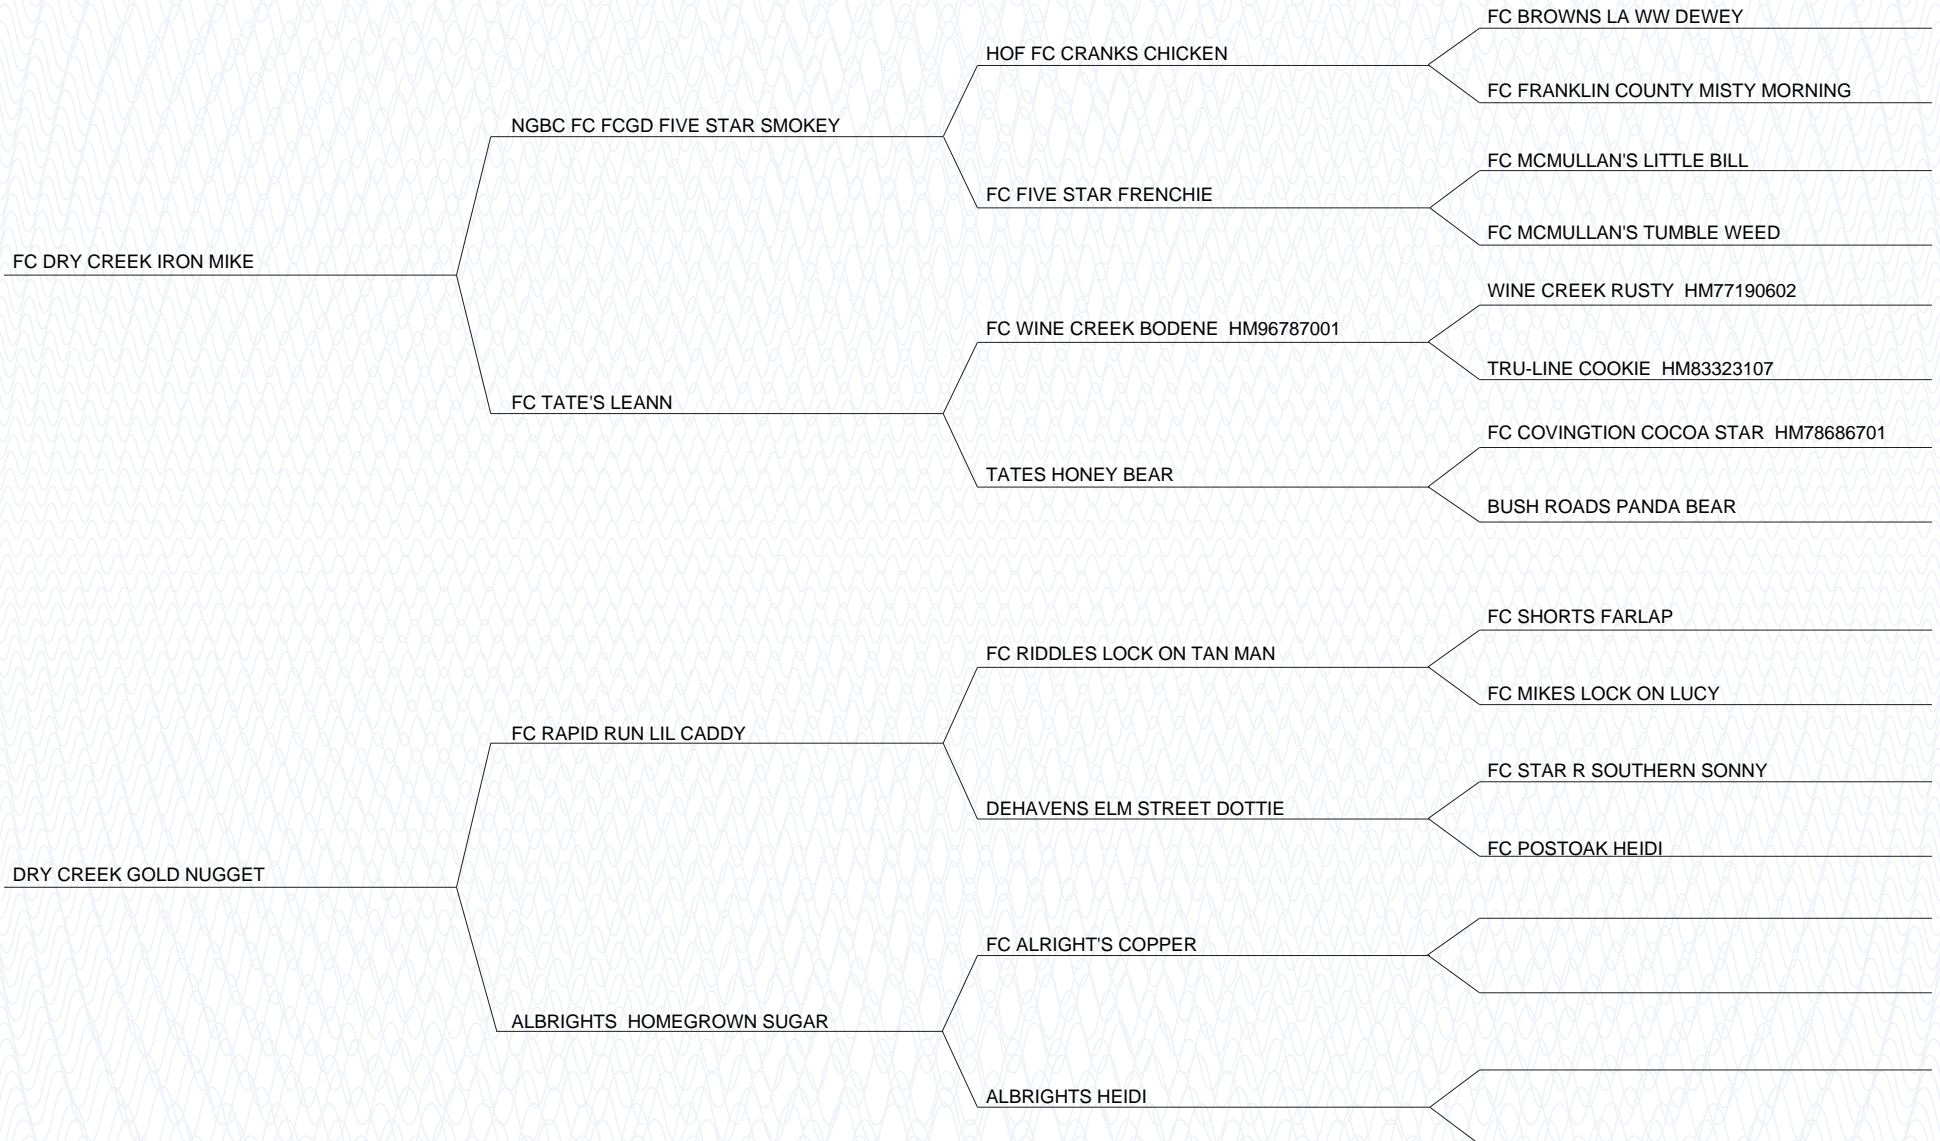 FC BROWNS LA WW DEWEY
HOF FC CRANKS CHICKEN
FC FRANKLIN COUNTY MISTY MORNING
NGBC FC FCGD FIVE STAR SMOKEY
FC MCMULLAN'S LITTLE BILL
FC FIVE STAR FRENCHIE
FC MCMULLAN'S TUMBLE WEED
FC DRY CREEK IRON MIKE
WINE CREEK RUSTY  HM77190602
FC WINE CREEK BODENE  HM96787001
TRU-LINE COOKIE  HM83323107
FC TATE'S LEANN
FC COVINGTION COCOA STAR  HM78686701
TATES HONEY BEAR
BUSH ROADS PANDA BEAR
FC SHORTS FARLAP
FC RIDDLES LOCK ON TAN MAN
FC MIKES LOCK ON LUCY
FC RAPID RUN LIL CADDY
FC STAR R SOUTHERN SONNY
DEHAVENS ELM STREET DOTTIE
FC POSTOAK HEIDI
DRY CREEK GOLD NUGGET
FC ALRIGHT'S COPPER
ALBRIGHTS  HOMEGROWN SUGAR
ALBRIGHTS HEIDI